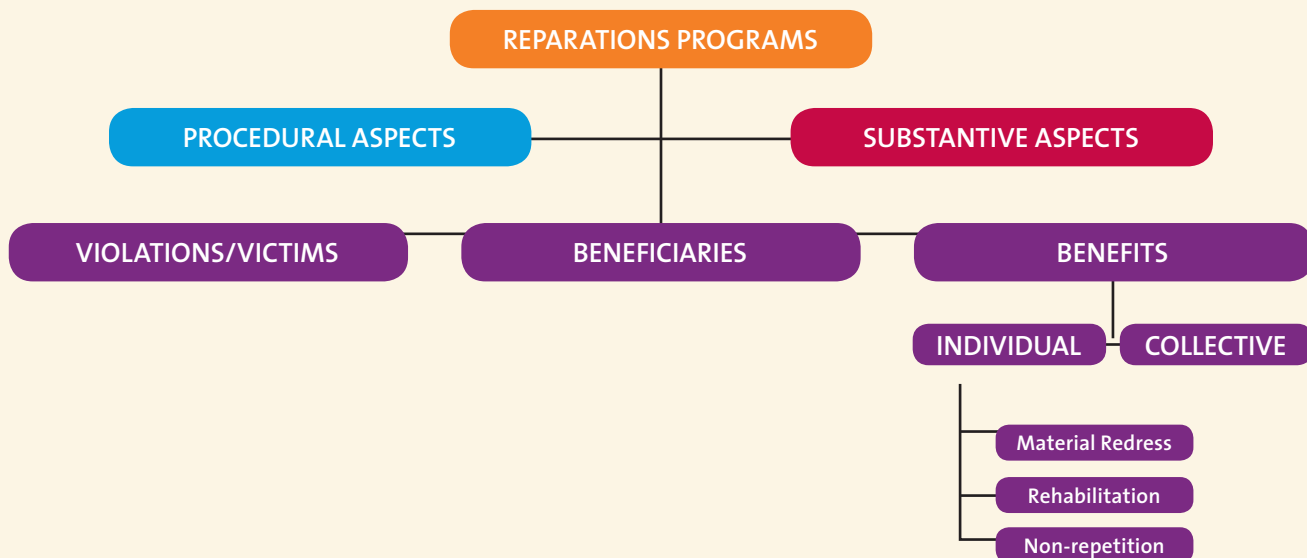 REPARATIONS PROGRAMS
PROCEDURAL ASPECTS
SUBSTANTIVE ASPECTS
VIOLATIONS/VICTIMS
BENEFICIARIES
BENEFITS
INDIVIDUAL
COLLECTIVE
Material Redress
Rehabilitation
Non-repetition